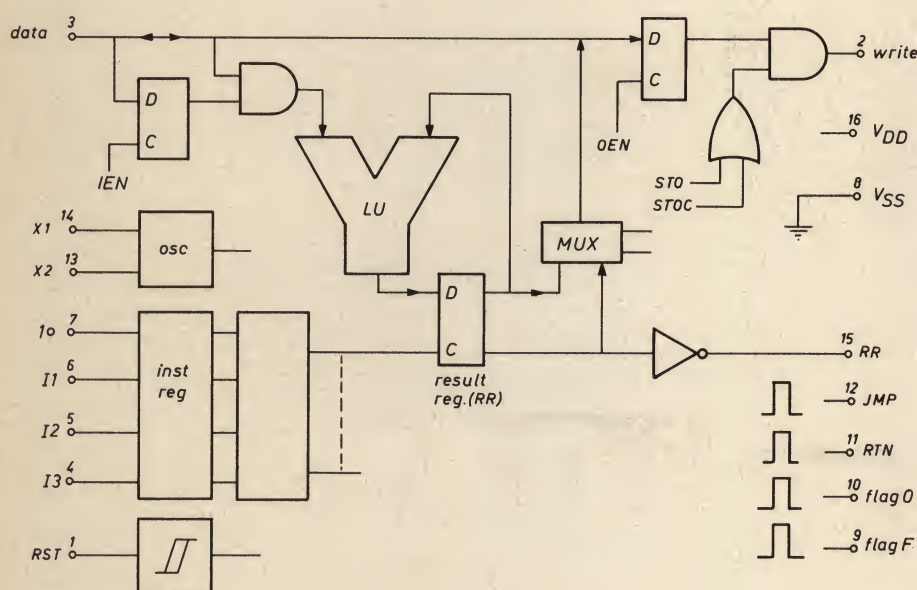 data 3
D
C
IEN
LU
D
C
OEN
2 write
16 VDD
8 VSS
STO
STOC
X1 14
X2 13
osc
MUX
Io 7
I1 6
I2 5
I3 4
inst
reg
D
C
result
reg.(RR)
15 RR
12 JMP
11 RTN
10 flag O
9 flag F
RST 1